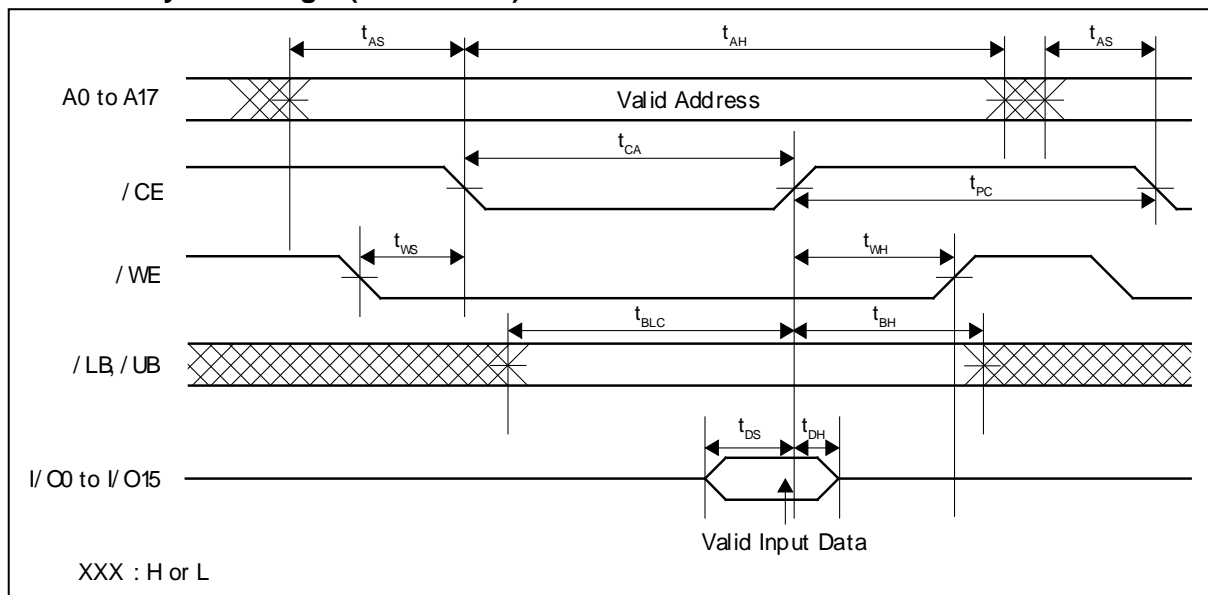 tAS tAH tAS
A0 to A17 Valid Address
tCA
/CE tPC
tWS tWH
/WE
tBLC tBH
/LB, /UB
tDS tDH
I/O0 to I/O15
Valid Input Data
XXX : H or L